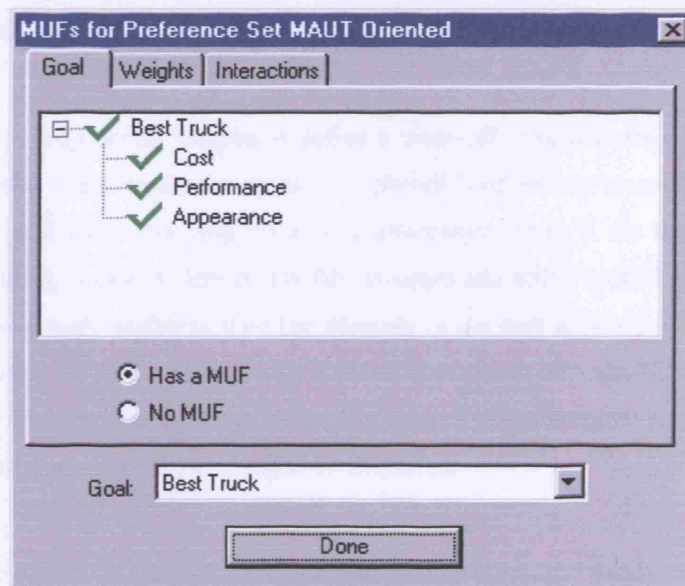 MUFs for Preference Set MAUT Oriented
Goal Weights Interactions
Best Truck
Cost
Performance
Appearance
Has a MUF
No MUF
Goal: Best Truck
Done